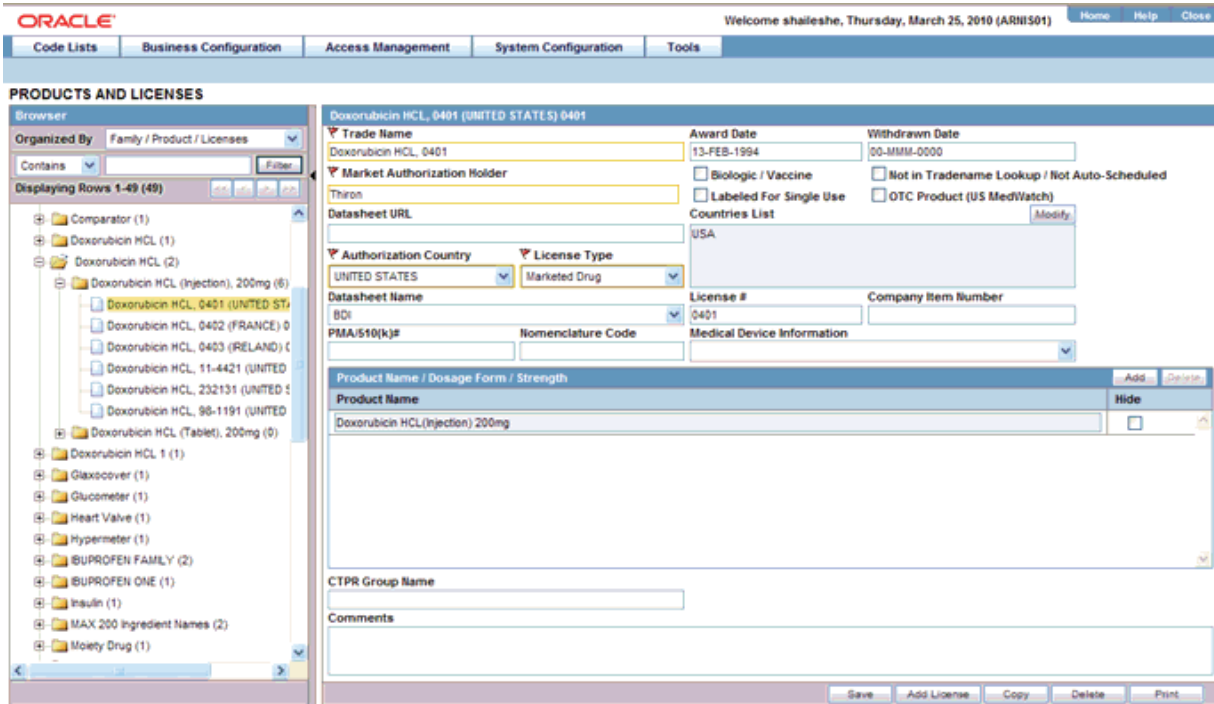 ORACLE
Welcome shaileshe, Thursday, March 25, 2010 (ARNIS01)
Home Help Close
Code Lists Business Configuration Access Management System Configuration Tools
PRODUCTS AND LICENSES
Browser
Organized By Family / Product / Licenses
Contains Filter
Displaying Rows 1-49 (49)
<< < > >>
Comparator (1)
Doxorubicin HCL (1)
Doxorubicin HCL (2)
Doxorubicin HCL (Injection), 200mg (6)
Doxorubicin HCL, 0401 (UNITED STA
Doxorubicin HCL, 0402 (FRANCE) 0
Doxorubicin HCL, 0403 (IRELAND) 0
Doxorubicin HCL, 11-4421 (UNITED
Doxorubicin HCL, 232131 (UNITED S
Doxorubicin HCL, 98-1191 (UNITED
Doxorubicin HCL (Tablet), 200mg (0)
Doxorubicin HCL 1 (1)
Glaxocover (1)
Glucometer (1)
Heart Valve (1)
Hypermeter (1)
IBUPROFEN FAMILY (2)
IBUPROFEN ONE (1)
Insulin (1)
MAX 200 Ingredient Names (2)
Moiety Drug (1)
Doxorubicin HCL, 0401 (UNITED STATES) 0401
Trade Name Award Date Withdrawn Date
Doxorubicin HCL, 0401 13-FEB-1994 00-MMM-0000
Market Authorization Holder Biologic / Vaccine Not in Tradename Lookup / Not Auto-Scheduled
Thiron Labeled For Single Use OTC Product (US MedWatch)
Datasheet URL Countries List Modify
USA
Authorization Country License Type
UNITED STATES Marketed Drug
Datasheet Name License # Company Item Number
BDI 0401
PMA/510(k)# Nomenclature Code Medical Device Information
Product Name / Dosage Form / Strength Add Delete
Product Name Hide
Doxorubicin HCL(Injection) 200mg
CTPR Group Name
Comments
Save Add License Copy Delete Print